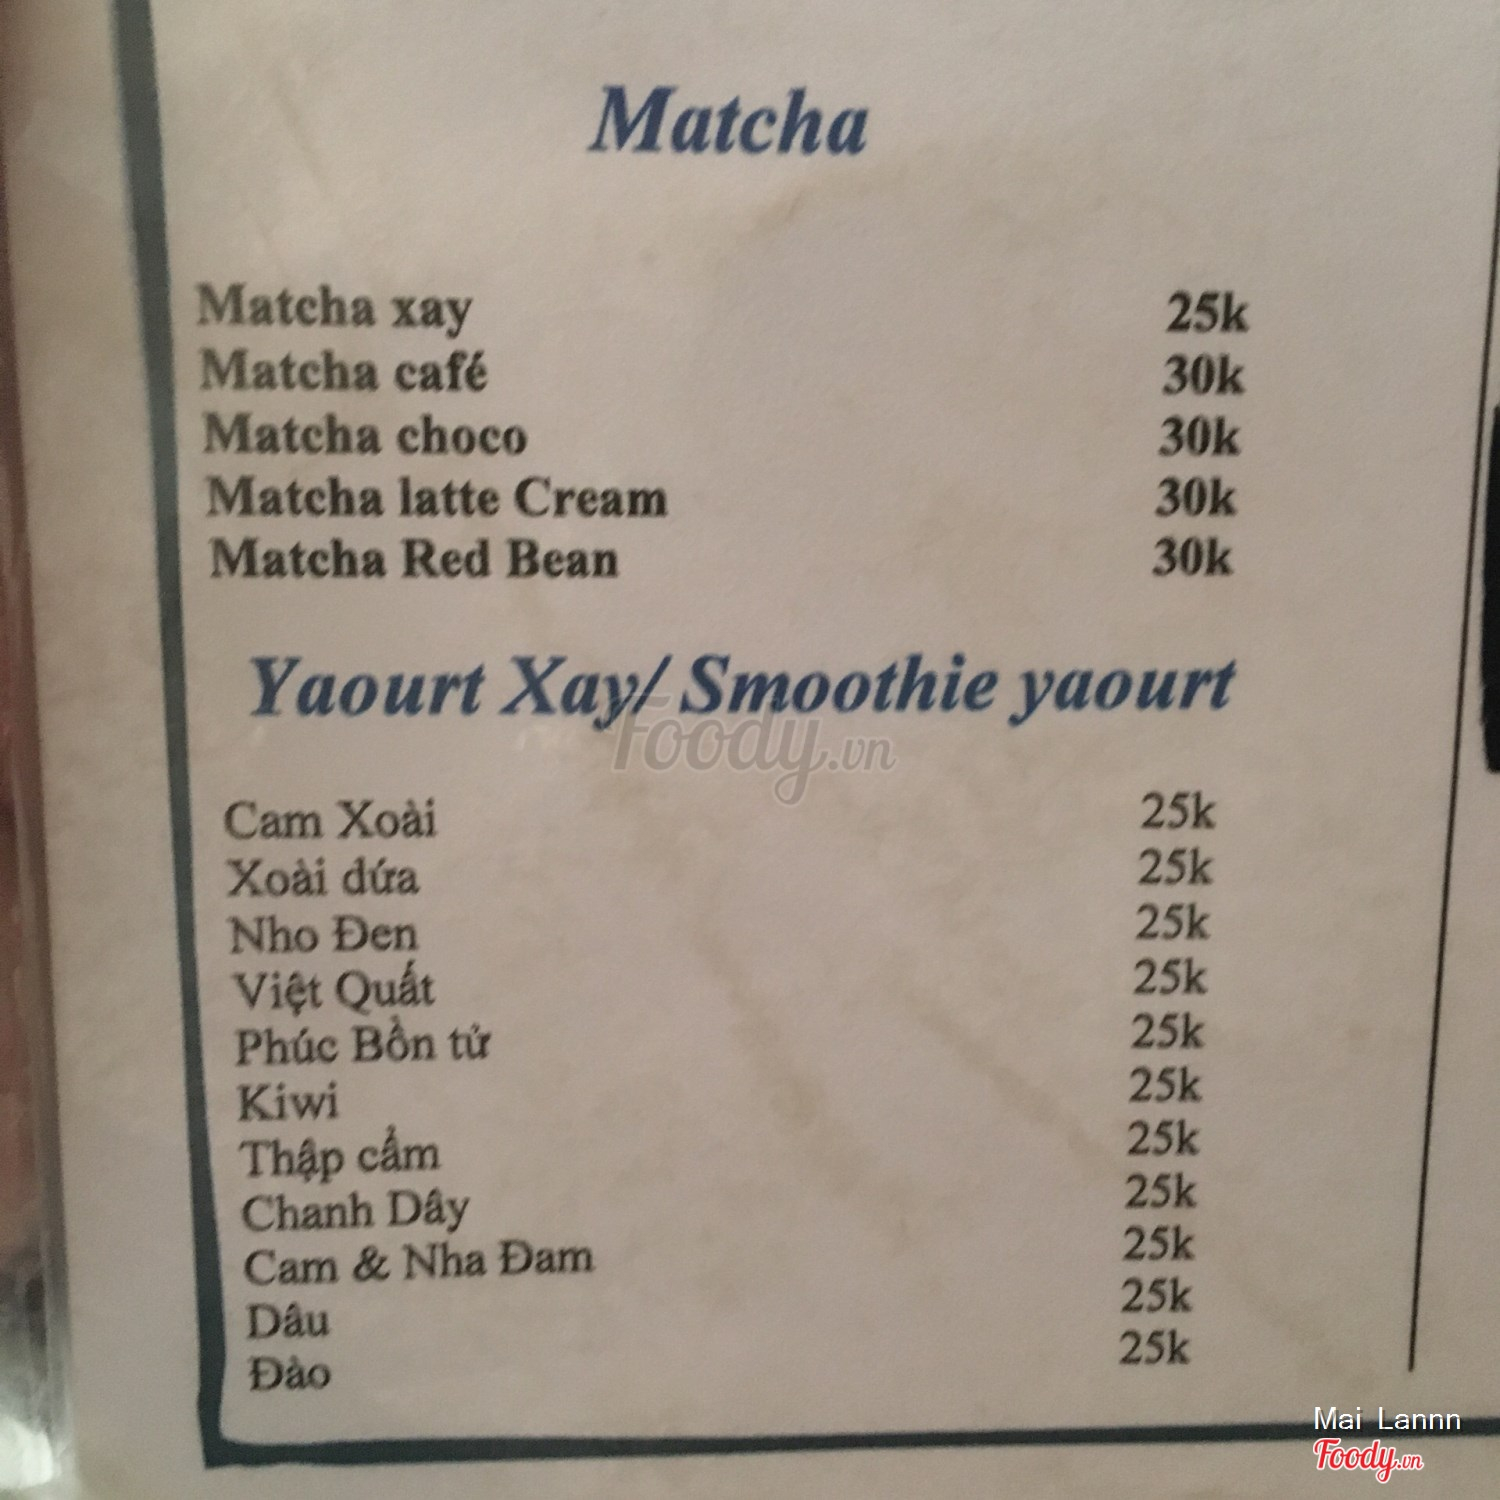 Matcha
Matcha xay 25k
Matcha café 30k
Matcha choco 30k
Matcha latte Cream 30k
Matcha Red Bean 30k
Yaourt Xay/ Smoothie yaourt
Foody.vn
Cam Xoài 25k
Xoài dứa 25k
Nho Đen 25k
Việt Quất 25k
Phúc Bồn tử 25k
Kiwi 25k
Thập cẩm 25k
Chanh Dây 25k
Cam & Nha Đam 25k
Dâu 25k
Đào 25k
Mai Lannn
Foody.vn